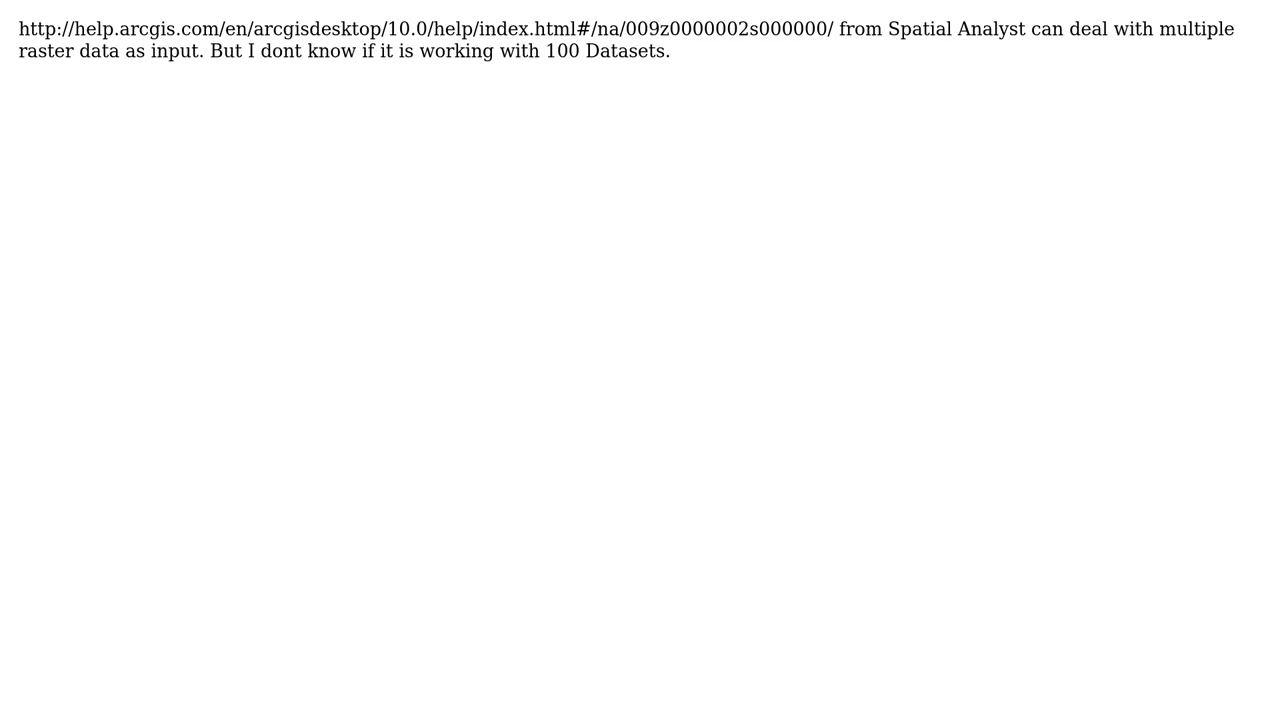 http://help.arcgis.com/en/arcgisdesktop/10.0/help/index.html#/na/009z0000002s000000/ from Spatial Analyst can deal with multiple
raster data as input. But I dont know if it is working with 100 Datasets.